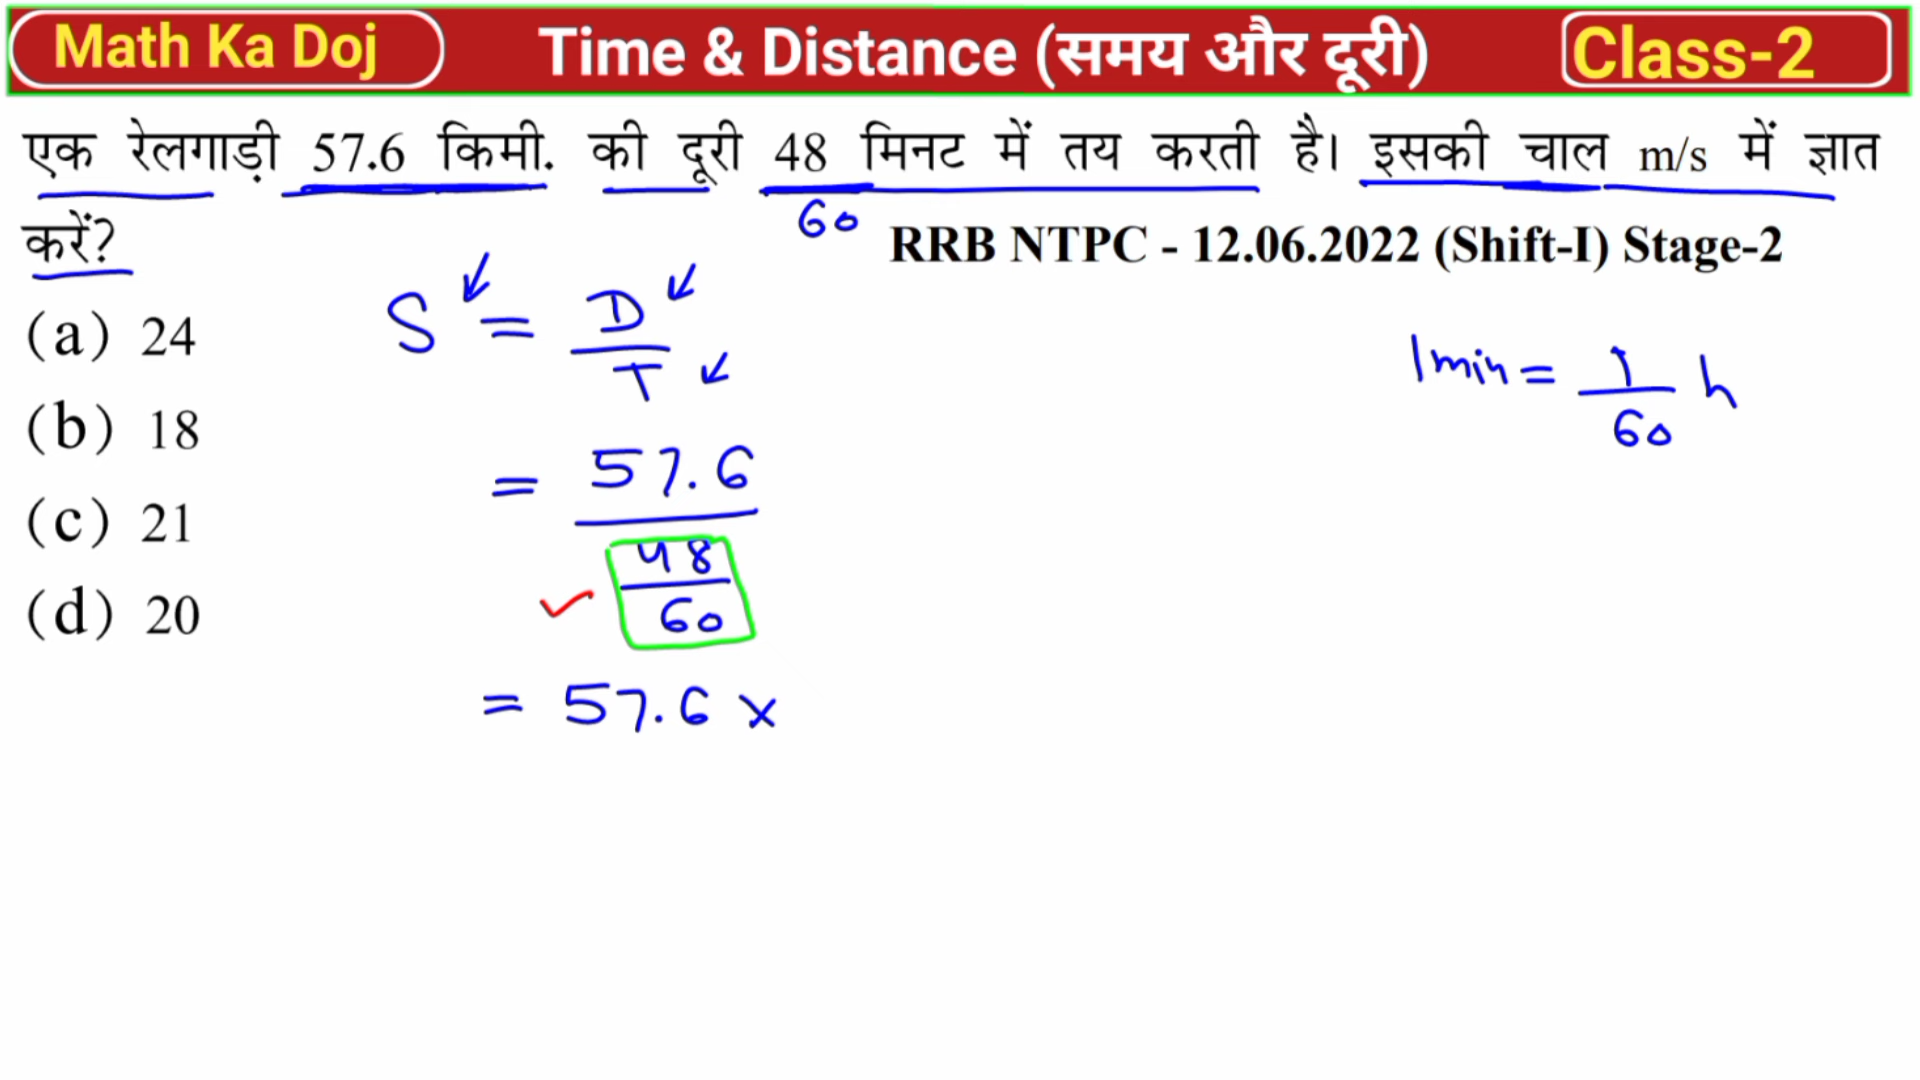 Math Ka Doj Time & Distance (समय और दूरी) Class-2
एक रेलगाड़ी 57.6 किमी. की दूरी 48 मिनट में तय करती है। इसकी चाल m/s में ज्ञात
करें?
60
RRB NTPC - 12.06.2022 (Shift-I) Stage-2
(a) 24
(b) 18
(c) 21
(d) 20
S = D
T
= 57.6
48
60
= 57.6 ×
1 min = 1 h
60